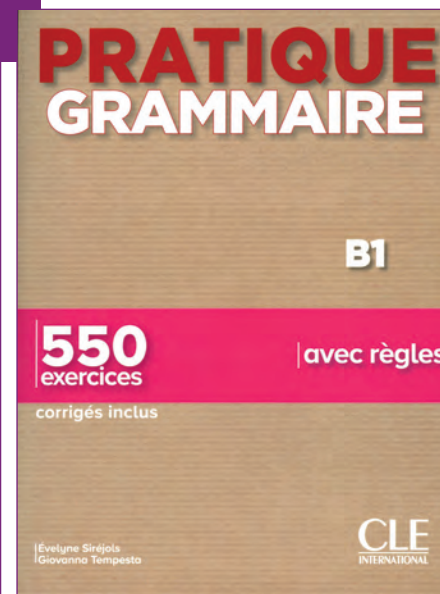 PRATIQUE
GRAMMAIRE
B1
550
exercices
avec règles
corrigés inclus
Évelyne Siréjols
Giovanna Tempesta
CLE
INTERNATIONAL